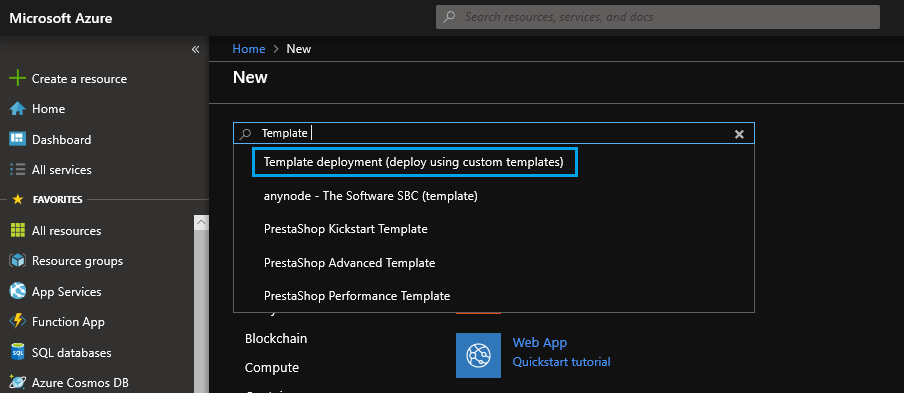 Microsoft Azure
Search resources, services, and docs
«
Home > New
New
Create a resource
Home
Dashboard
All services
FAVORITES
All resources
Resource groups
App Services
Function App
SQL databases
Azure Cosmos DB
Template
Template deployment (deploy using custom templates)
anynode - The Software SBC (template)
PrestaShop Kickstart Template
PrestaShop Advanced Template
PrestaShop Performance Template
Blockchain
Compute
Web App
Quickstart tutorial